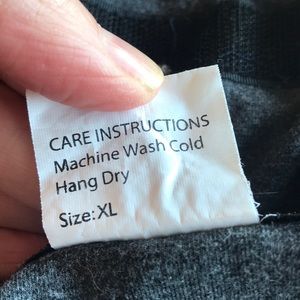 CARE INSTRUCTIONS
Machine Wash Cold
Hang Dry
Size: XL